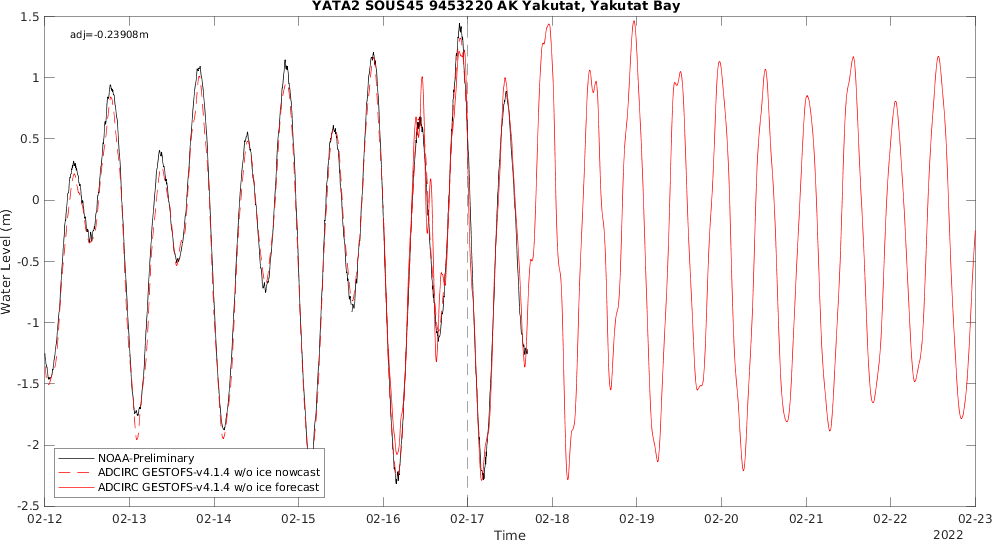 YATA2 SOUS45 9453220 AK Yakutat, Yakutat Bay
adj=-0.23908m
1.5
1
0.5
0
-0.5
-1
-1.5
-2
-2.5
Water Level (m)
NOAA-Preliminary
ADCIRC GESTOFS-v4.1.4 w/o ice nowcast
ADCIRC GESTOFS-v4.1.4 w/o ice forecast
02-12 02-13 02-14 02-15 02-16 02-17 02-18 02-19 02-20 02-21 02-22 02-23
Time
2022